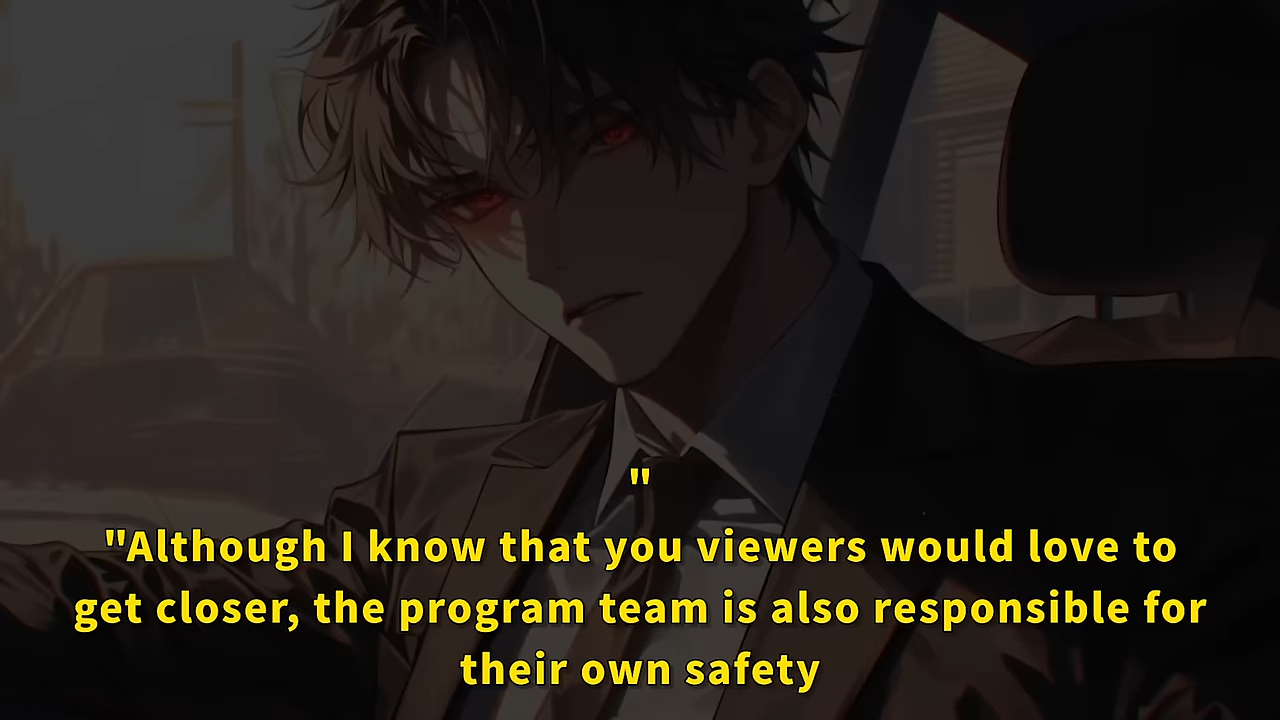 "
"Although I know that you viewers would love to
get closer, the program team is also responsible for
their own safety